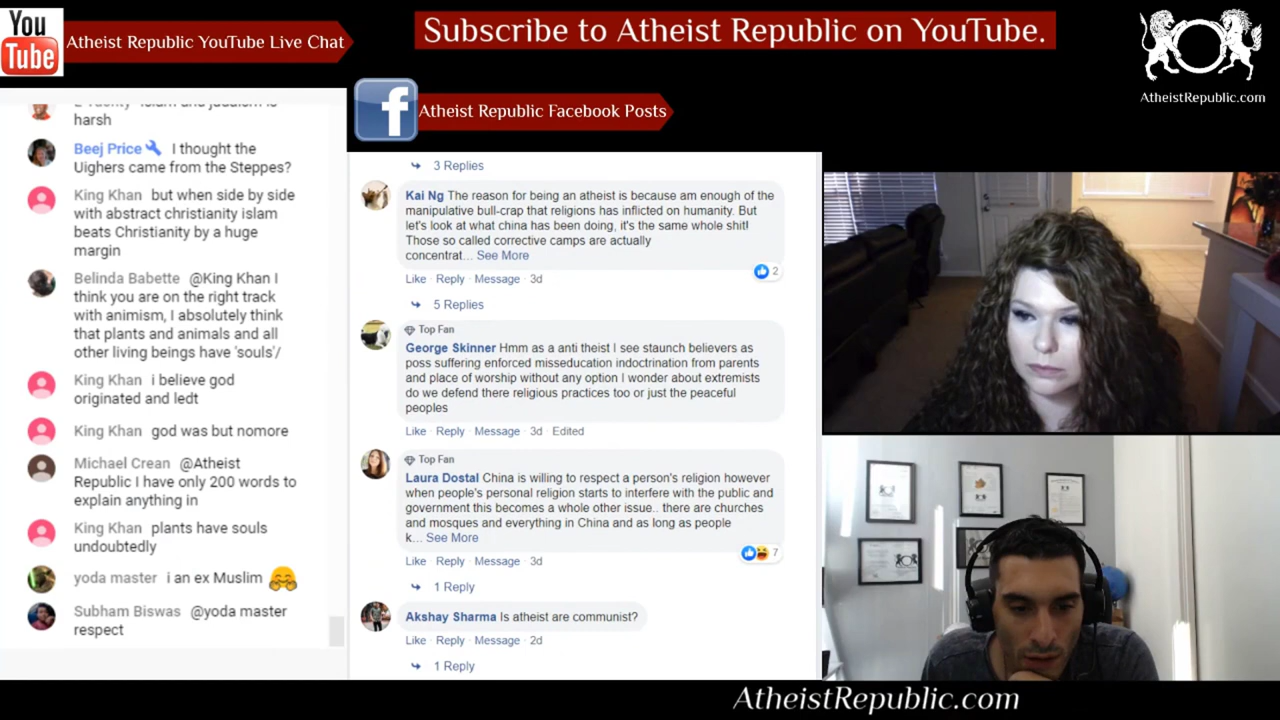 You
Tube
Atheist Republic YouTube Live Chat
Subscribe to Atheist Republic on YouTube.
AtheistRepublic.com
Atheist Republic Facebook Posts
harsh
Beej Price I thought the
Uighers came from the Steppes?
King Khan but when side by side
with abstract christianity islam
beats Christianity by a huge
margin
Belinda Babette @King Khan I
think you are on the right track
with animism, I absolutely think
that plants and animals and all
other living beings have 'souls'/
King Khan i believe god
originated and ledt
King Khan god was but nomore
Michael Crean @Atheist
Republic I have only 200 words to
explain anything in
King Khan plants have souls
undoubtedly
yoda master i an ex Muslim
Subham Biswas @yoda master
respect
3 Replies
Kai Ng The reason for being an atheist is because am enough of the
manipulative bull-crap that religions has inflicted on humanity. But
let's look at what china has been doing, it's the same whole shit!
Those so called corrective camps are actually
concentrat... See More
2
Like · Reply · Message · 3d
5 Replies
Top Fan
George Skinner Hmm as a anti theist I see staunch believers as
poss suffering enforced misseducation indoctrination from parents
and place of worship without any option I wonder about extremists
do we defend there religious practices too or just the peaceful
peoples
Like · Reply · Message · 3d · Edited
Top Fan
Laura Dostal China is willing to respect a person's religion however
when people's personal religion starts to interfere with the public and
government this becomes a whole other issue.. there are churches
and mosques and everything in China and as long as people
k... See More
7
Like · Reply · Message · 3d
1 Reply
Akshay Sharma Is atheist are communist?
Like · Reply · Message · 2d
1 Reply
AtheistRepublic.com